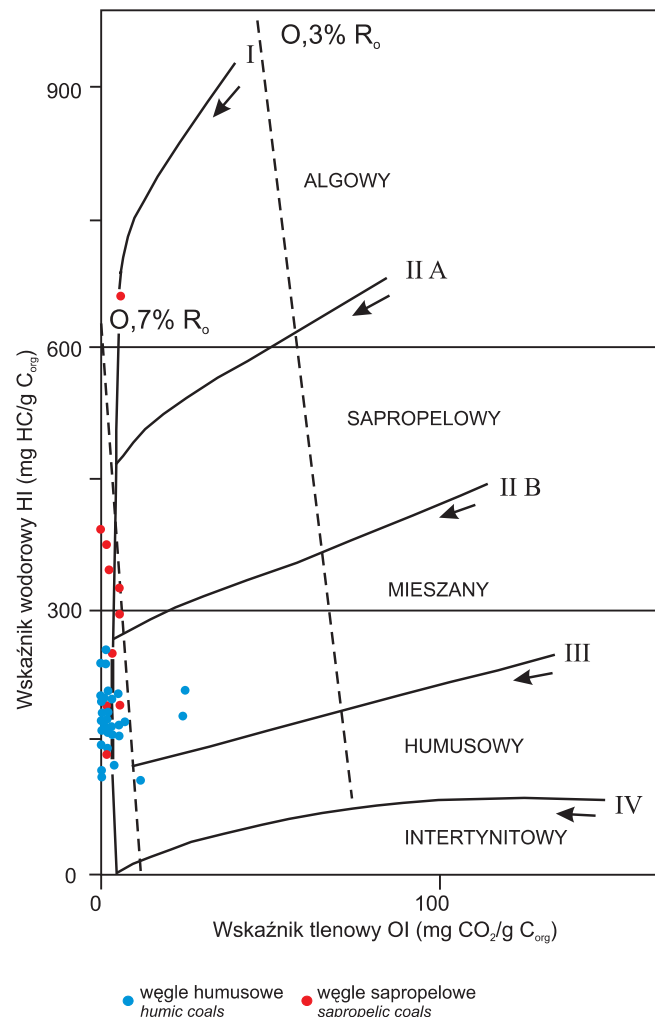 O,3% Ro
I
900
ALGOWY
II A
O,7% Ro
600
SAPROPELOWY
II B
MIESZANY
300
III
HUMUSOWY
IV
INTERTYNITOWY
0
0
100
Wskaźnik wodorowy HI (mg HC/g Corg)
Wskaźnik tlenowy OI (mg CO2/g Corg)
węgle humusowe
humic coals
węgle sapropelowe
sapropelic coals